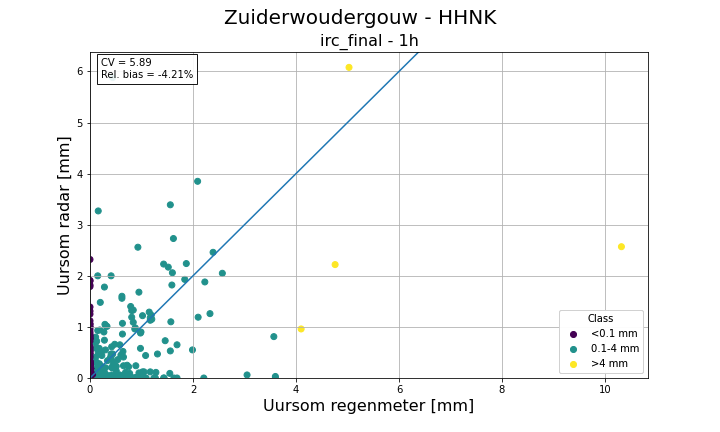 Zuiderwoudergouw - HHNK
irc_final - 1h
CV = 5.89
Rel. bias = -4.21%
Uursom radar [mm]
6
5
4
3
2
1
0
0 2 4 6 8 10
Uursom regenmeter [mm]
Class
<0.1 mm
0.1-4 mm
>4 mm